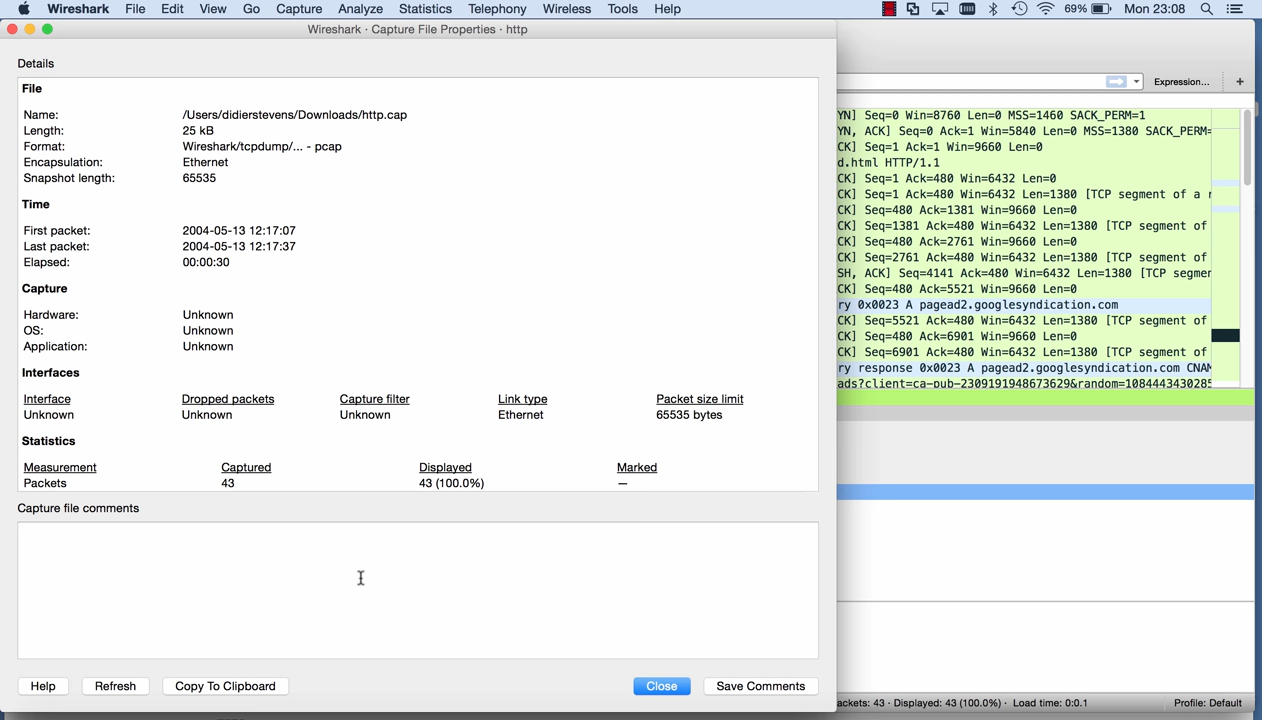 Wireshark File Edit View Go Capture Analyze Statistics Telephony Wireless Tools Help 69% Mon 23:08
Wireshark · Capture File Properties · http
Details
File
Name: /Users/didierstevens/Downloads/http.cap
Length: 25 kB
Format: Wireshark/tcpdump/... - pcap
Encapsulation: Ethernet
Snapshot length: 65535
Time
First packet: 2004-05-13 12:17:07
Last packet: 2004-05-13 12:17:37
Elapsed: 00:00:30
Capture
Hardware: Unknown
OS: Unknown
Application: Unknown
Interfaces
Interface Dropped packets Capture filter Link type Packet size limit
Unknown Unknown Unknown Ethernet 65535 bytes
Statistics
Measurement Captured Displayed Marked
Packets 43 43 (100.0%) —
Capture file comments
Help Refresh Copy To Clipboard Close Save Comments
Expression... +
YN] Seq=0 Win=8760 Len=0 MSS=1460 SACK_PERM=1
YN, ACK] Seq=0 Ack=1 Win=5840 Len=0 MSS=1380 SACK_PERM=
CK] Seq=1 Ack=1 Win=9660 Len=0
d.html HTTP/1.1
CK] Seq=1 Ack=480 Win=6432 Len=0
CK] Seq=1 Ack=480 Win=6432 Len=1380 [TCP segment of a r
CK] Seq=480 Ack=1381 Win=9660 Len=0
CK] Seq=1381 Ack=480 Win=6432 Len=1380 [TCP segment of
CK] Seq=480 Ack=2761 Win=9660 Len=0
CK] Seq=2761 Ack=480 Win=6432 Len=1380 [TCP segment of
SH, ACK] Seq=4141 Ack=480 Win=6432 Len=1380 [TCP segmer
CK] Seq=480 Ack=5521 Win=9660 Len=0
ry 0x0023 A pagead2.googlesyndication.com
CK] Seq=5521 Ack=480 Win=6432 Len=1380 [TCP segment of
CK] Seq=480 Ack=6901 Win=9660 Len=0
CK] Seq=6901 Ack=480 Win=6432 Len=1380 [TCP segment of
ry response 0x0023 A pagead2.googlesyndication.com CNAM
ads?client=ca-pub-2309191948673629&random=1084443430285
ackets: 43 · Displayed: 43 (100.0%) · Load time: 0:0.1 Profile: Default